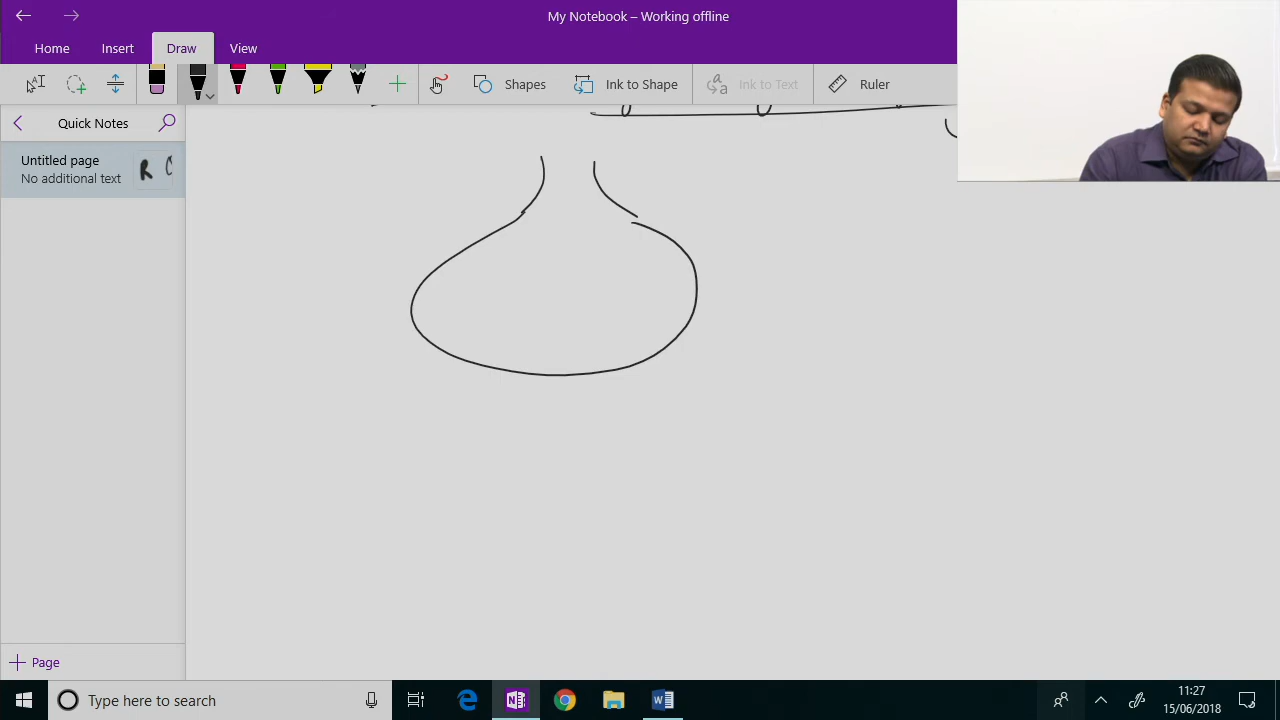 My Notebook – Working offline
Home Insert Draw View
Shapes Ink to Shape Ink to Text Ruler
Quick Notes
Untitled page
No additional text
R
Page
Type here to search
11:27
15/06/2018